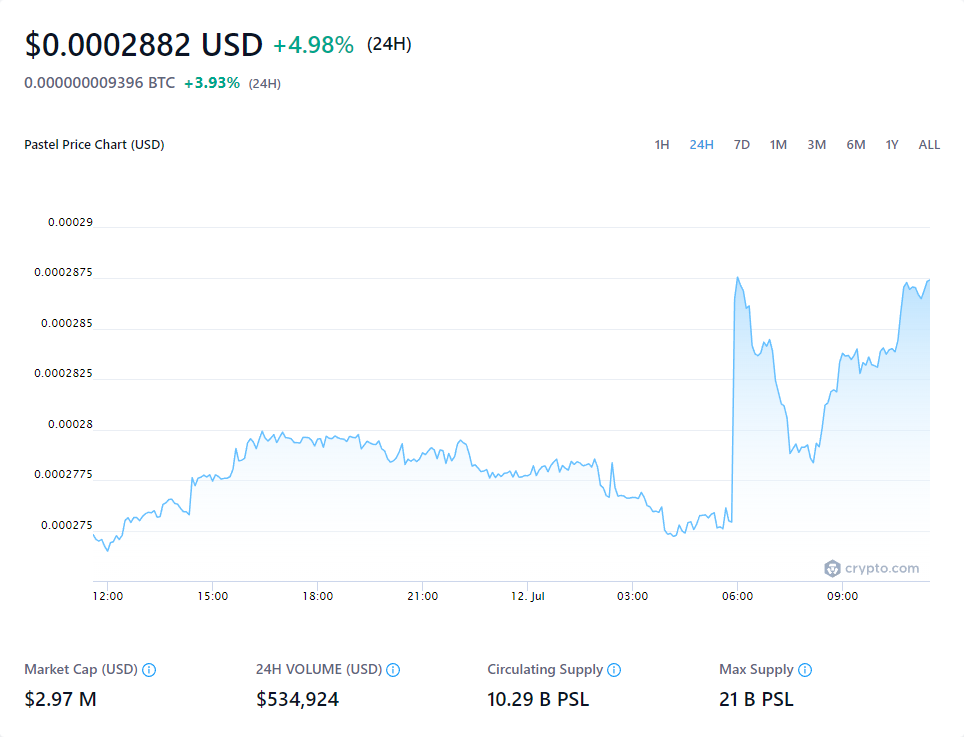 $0.0002882 USD +4.98% (24H)
0.000000009396 BTC +3.93% (24H)
Pastel Price Chart (USD) 1H 24H 7D 1M 3M 6M 1Y ALL
0.00029
0.0002875
0.000285
0.0002825
0.00028
0.0002775
0.000275
crypto.com
12:00 15:00 18:00 21:00 12. Jul 03:00 06:00 09:00
Market Cap (USD) 24H VOLUME (USD) Circulating Supply Max Supply
$2.97 M $534,924 10.29 B PSL 21 B PSL